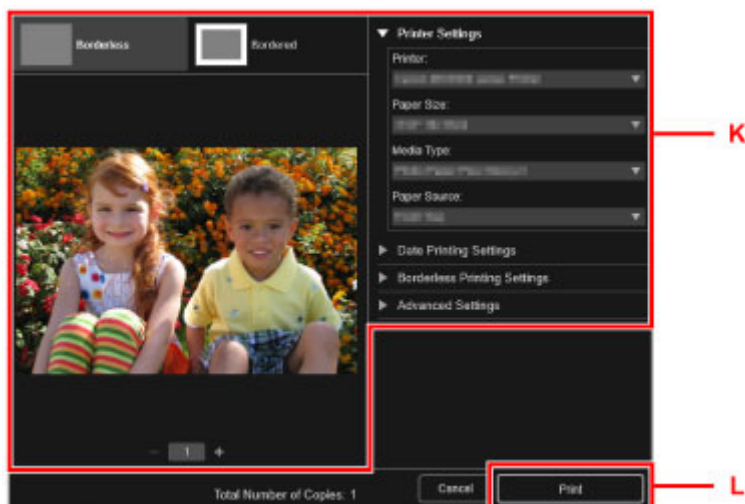 Borderless
Bordered
Printer Settings
Printer:
Paper Size:
Media Type:
Paper Source:
Date Printing Settings
Borderless Printing Settings
Advanced Settings
K
1
Total Number of Copies: 1
Cancel
Print
L